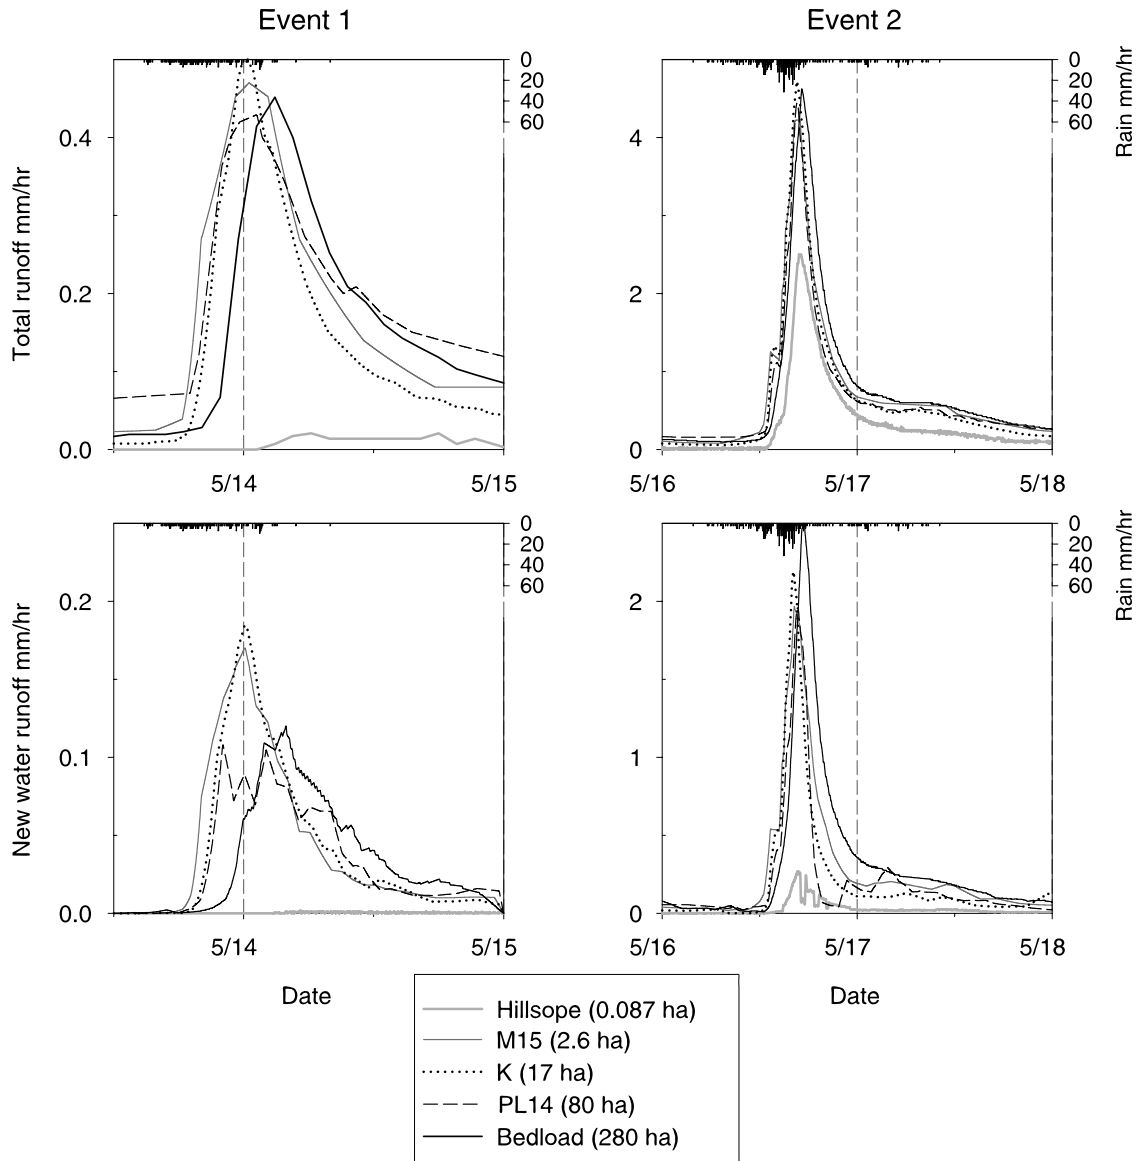 Event 1
Event 2
Total runoff mm/hr
0.4
0.2
0.0
0
20
40
60
5/14
5/15
4
2
0
0
20
40
60
Rain mm/hr
5/16
5/17
5/18
New water runoff mm/hr
0.2
0.1
0.0
0
20
40
60
5/14
5/15
Date
2
1
0
0
20
40
60
Rain mm/hr
5/16
5/17
5/18
Date
Hillsope (0.087 ha)
M15 (2.6 ha)
K (17 ha)
PL14 (80 ha)
Bedload (280 ha)